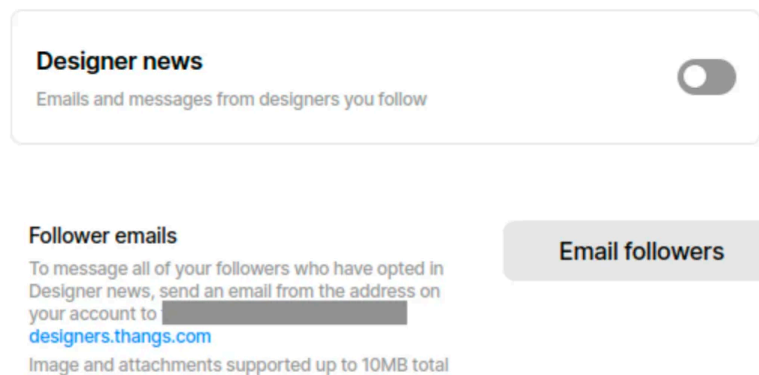 Designer news
Emails and messages from designers you follow
Follower emails
To message all of your followers who have opted in
Designer news, send an email from the address on
your account to
designers.thangs.com
Image and attachments supported up to 10MB total
Email followers